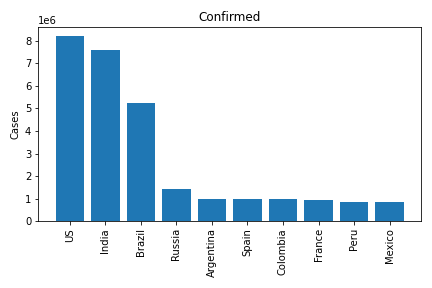 Confirmed
1e6
8
7
6
5
4
3
2
1
0
Cases
US
India
Brazil
Russia
Argentina
Spain
Colombia
France
Peru
Mexico